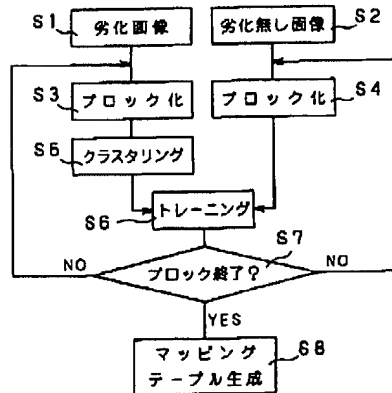 S1
劣化画像
劣化無し画像
S2
S3
ブロック化
ブロック化
S4
S5
クラスタリング
トレーニング
S6
S7
NO
ブロック終了?
NO
YES
マッピング
テーブル生成
S8